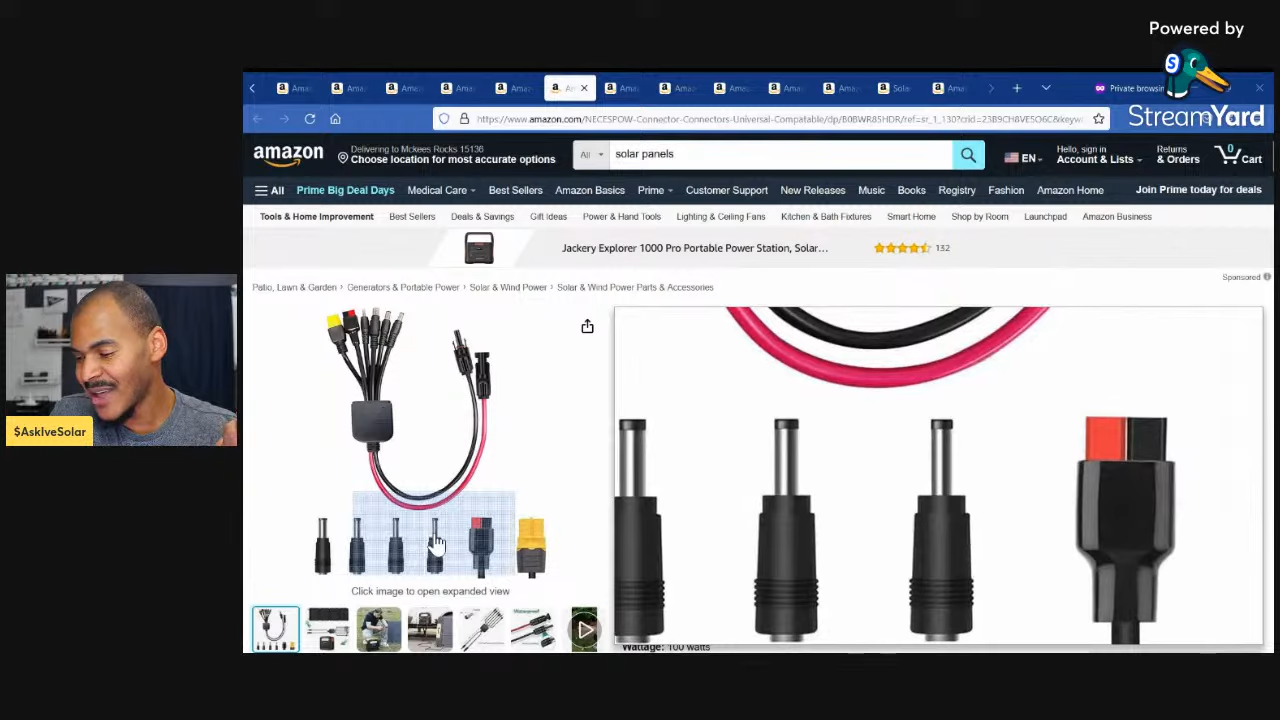 Powered by
StreamYard
Private browsing
https://www.amazon.com/NECESPOW-Connector-Connectors-Universal-Compatable/dp/B0BWR85HDR/ref=sr_1_130?crid=23B9CH8VE5O6C&keyw
amazon
Delivering to Mckees Rocks 15136
Choose location for most accurate options
All
solar panels
EN
Hello, sign in
Account & Lists
Returns
& Orders
0
Cart
All
Prime Big Deal Days
Medical Care
Best Sellers
Amazon Basics
Prime
Customer Support
New Releases
Music
Books
Registry
Fashion
Amazon Home
Join Prime today for deals
Tools & Home Improvement
Best Sellers
Deals & Savings
Gift Ideas
Power & Hand Tools
Lighting & Ceiling Fans
Kitchen & Bath Fixtures
Smart Home
Shop by Room
Launchpad
Amazon Business
Jackery Explorer 1000 Pro Portable Power Station, Solar...
132
Sponsored
Patio, Lawn & Garden › Generators & Portable Power › Solar & Wind Power › Solar & Wind Power Parts & Accessories
$AskIveSolar
Click image to open expanded view
Wattage: 100 watts